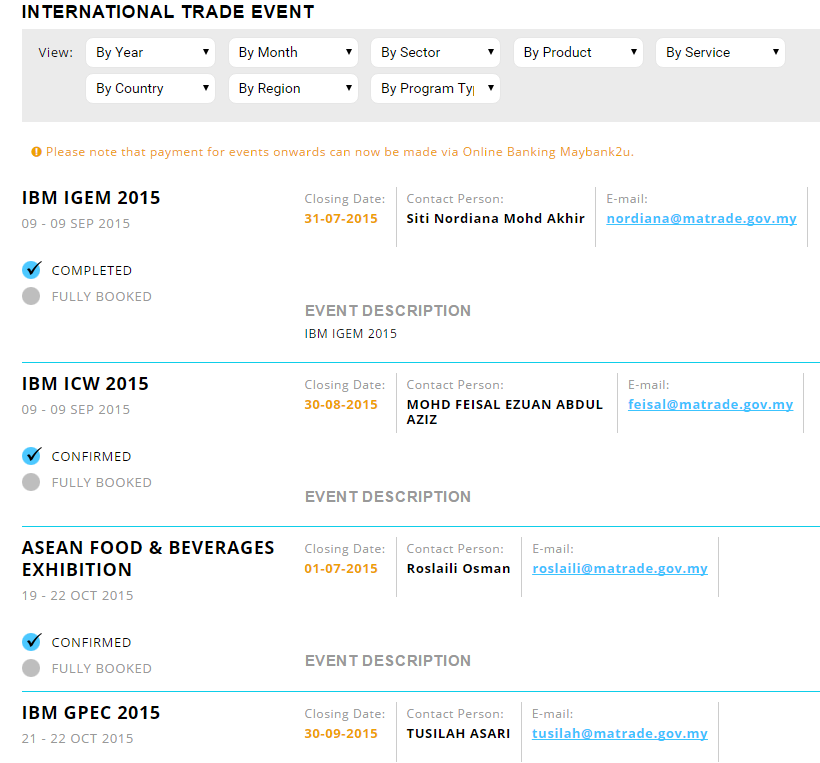 INTERNATIONAL TRADE EVENT
View: By Year By Month By Sector By Product By Service
By Country By Region By Program Ty
Please note that payment for events onwards can now be made via Online Banking Maybank2u.
IBM IGEM 2015
09 - 09 SEP 2015
Closing Date:
31-07-2015
Contact Person:
Siti Nordiana Mohd Akhir
E-mail:
nordiana@matrade.gov.my
COMPLETED
FULLY BOOKED
EVENT DESCRIPTION
IBM IGEM 2015
IBM ICW 2015
09 - 09 SEP 2015
Closing Date:
30-08-2015
Contact Person:
MOHD FEISAL EZUAN ABDUL
AZIZ
E-mail:
feisal@matrade.gov.my
CONFIRMED
FULLY BOOKED
EVENT DESCRIPTION
ASEAN FOOD & BEVERAGES
EXHIBITION
19 - 22 OCT 2015
Closing Date:
01-07-2015
Contact Person:
Roslaili Osman
E-mail:
roslaili@matrade.gov.my
CONFIRMED
FULLY BOOKED
EVENT DESCRIPTION
IBM GPEC 2015
21 - 22 OCT 2015
Closing Date:
30-09-2015
Contact Person:
TUSILAH ASARI
E-mail:
tusilah@matrade.gov.my